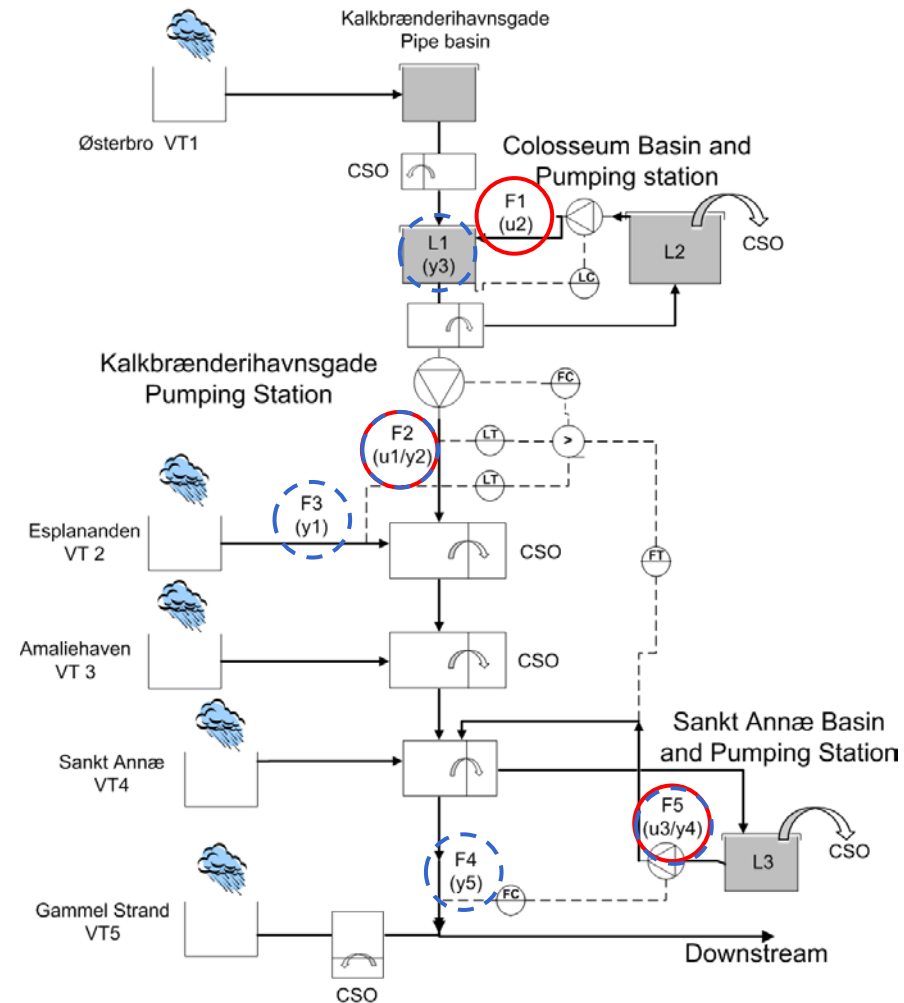 Kalkbrænderihavnsgade
Pipe basin
Østerbro VT1
CSO
Colosseum Basin and
Pumping station
F1
(u2)
L1
(y3)
L2
CSO
LC
Kalkbrænderihavnsgade
Pumping Station
FC
F2
(u1/y2)
LT
>
LT
F3
(y1)
Esplananden
VT 2
CSO
FT
Amaliehaven
VT 3
CSO
Sankt Annæ Basin
and Pumping Station
Sankt Annæ
VT4
F5
(u3/y4)
L3
CSO
F4
(y5)
FC
Gammel Strand
VT5
Downstream
CSO